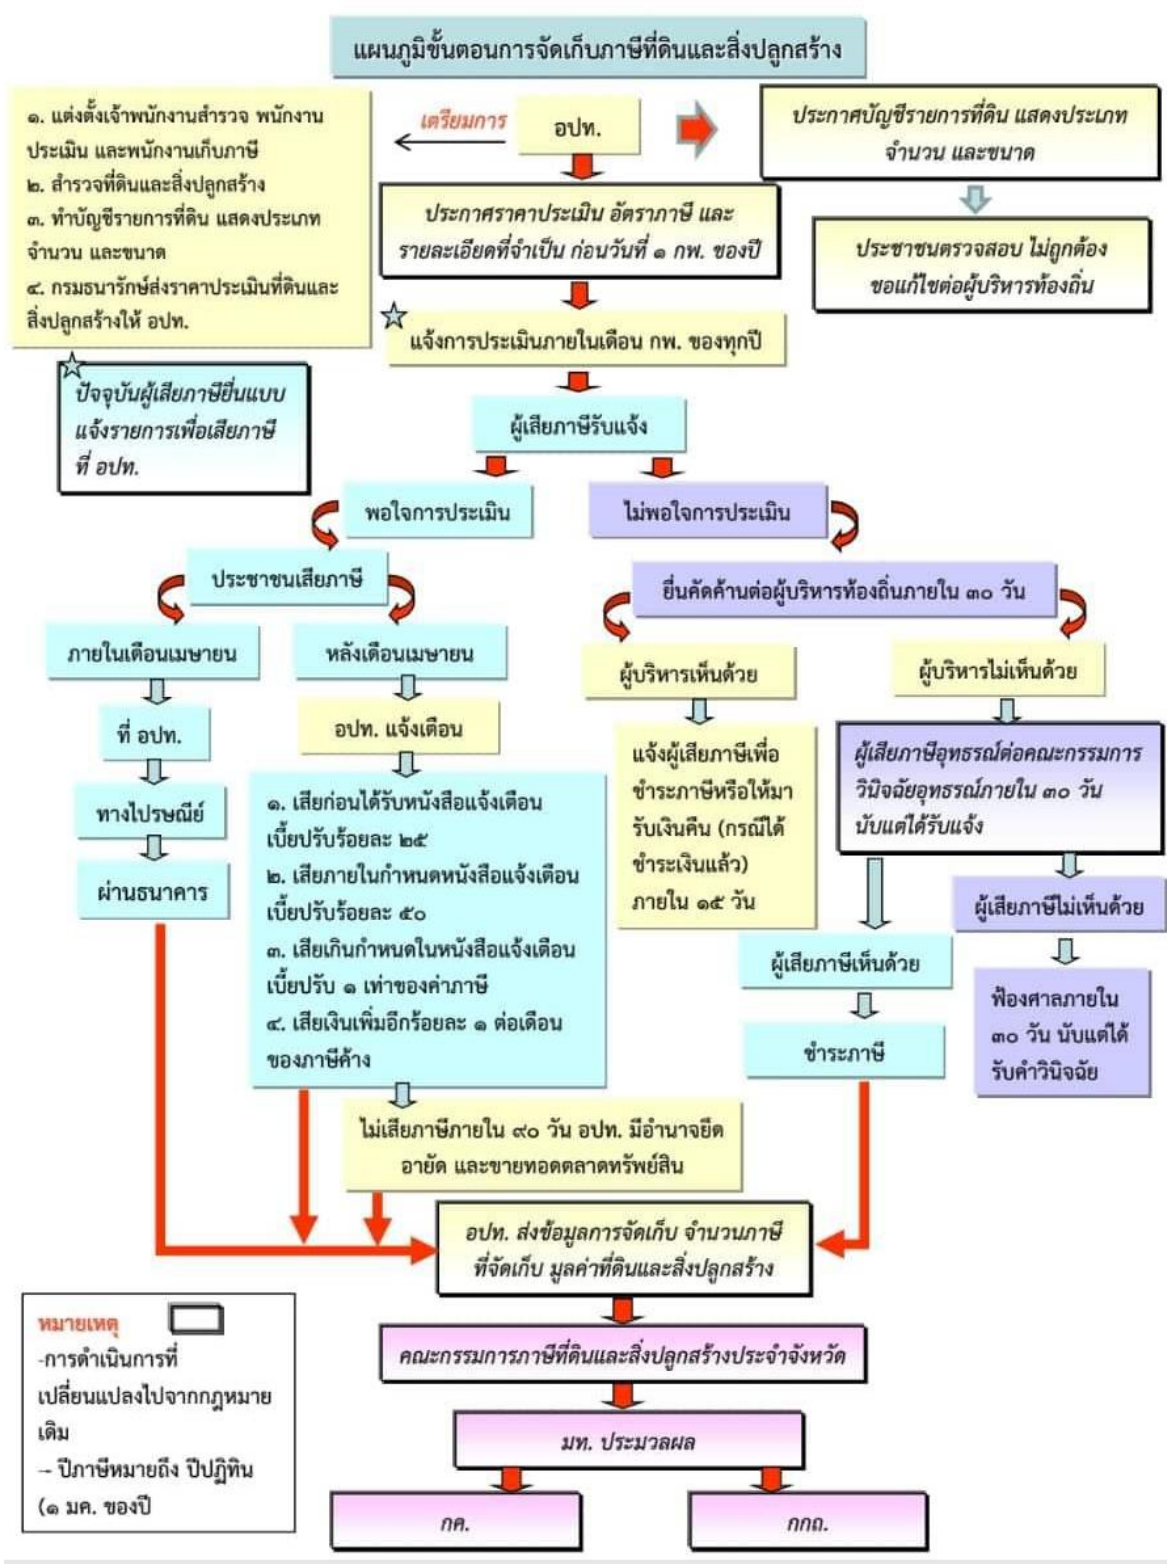 แผนภูมิขั้นตอนการจัดเก็บภาษีที่ดินและสิ่งปลูกสร้าง
๑. แต่งตั้งเจ้าพนักงานสำรวจ พนักงาน
ประเมิน และพนักงานเก็บภาษี
๒. สำรวจที่ดินและสิ่งปลูกสร้าง
๓. ทำบัญชีรายการที่ดิน แสดงประเภท
จำนวน และขนาด
๔. กรมธนารักษ์ส่งราคาประเมินที่ดินและ
สิ่งปลูกสร้างให้ อปท.
เตรียมการ
อปท.
ประกาศบัญชีรายการที่ดิน แสดงประเภท
จำนวน และขนาด
ประชาชนตรวจสอบ ไม่ถูกต้อง
ขอแก้ไขต่อผู้บริหารท้องถิ่น
ประกาศราคาประเมิน อัตราภาษี และ
รายละเอียดที่จำเป็น ก่อนวันที่ ๑ กพ. ของปี
แจ้งการประเมินภายในเดือน กพ. ของทุกปี
ปัจจุบันผู้เสียภาษียื่นแบบ
แจ้งรายการเพื่อเสียภาษี
ที่ อปท.
ผู้เสียภาษีรับแจ้ง
พอใจการประเมิน
ไม่พอใจการประเมิน
ประชาชนเสียภาษี
ยื่นคัดค้านต่อผู้บริหารท้องถิ่นภายใน ๓๐ วัน
ภายในเดือนเมษายน
หลังเดือนเมษายน
ผู้บริหารเห็นด้วย
ผู้บริหารไม่เห็นด้วย
ที่ อปท.
ทางไปรษณีย์
ผ่านธนาคาร
อปท. แจ้งเตือน
๑. เสียก่อนได้รับหนังสือแจ้งเตือน
เบี้ยปรับร้อยละ ๒๕
๒. เสียภายในกำหนดหนังสือแจ้งเตือน
เบี้ยปรับร้อยละ ๕๐
๓. เสียเกินกำหนดในหนังสือแจ้งเตือน
เบี้ยปรับ ๑ เท่าของค่าภาษี
๔. เสียเงินเพิ่มอีกร้อยละ ๑ ต่อเดือน
ของภาษีค้าง
แจ้งผู้เสียภาษีเพื่อ
ชำระภาษีหรือให้มา
รับเงินคืน (กรณีได้
ชำระเงินแล้ว)
ภายใน ๑๕ วัน
ผู้เสียภาษีอุทธรณ์ต่อคณะกรรมการ
วินิจฉัยอุทธรณ์ภายใน ๓๐ วัน
นับแต่ได้รับแจ้ง
ผู้เสียภาษีไม่เห็นด้วย
ผู้เสียภาษีเห็นด้วย
ฟ้องศาลภายใน
๓๐ วัน นับแต่ได้
รับคำวินิจฉัย
ชำระภาษี
ไม่เสียภาษีภายใน ๙๐ วัน อปท. มีอำนาจยึด
อายัด และขายทอดตลาดทรัพย์สิน
อปท. ส่งข้อมูลการจัดเก็บ จำนวนภาษี
ที่จัดเก็บ มูลค่าที่ดินและสิ่งปลูกสร้าง
คณะกรรมการภาษีที่ดินและสิ่งปลูกสร้างประจำจังหวัด
มท. ประมวลผล
กค.
กกถ.
หมายเหตุ
-การดำเนินการที่
เปลี่ยนแปลงไปจากกฎหมาย
เดิม
-- ปีภาษีหมายถึง ปีปฏิทิน
(๑ มค. ของปี